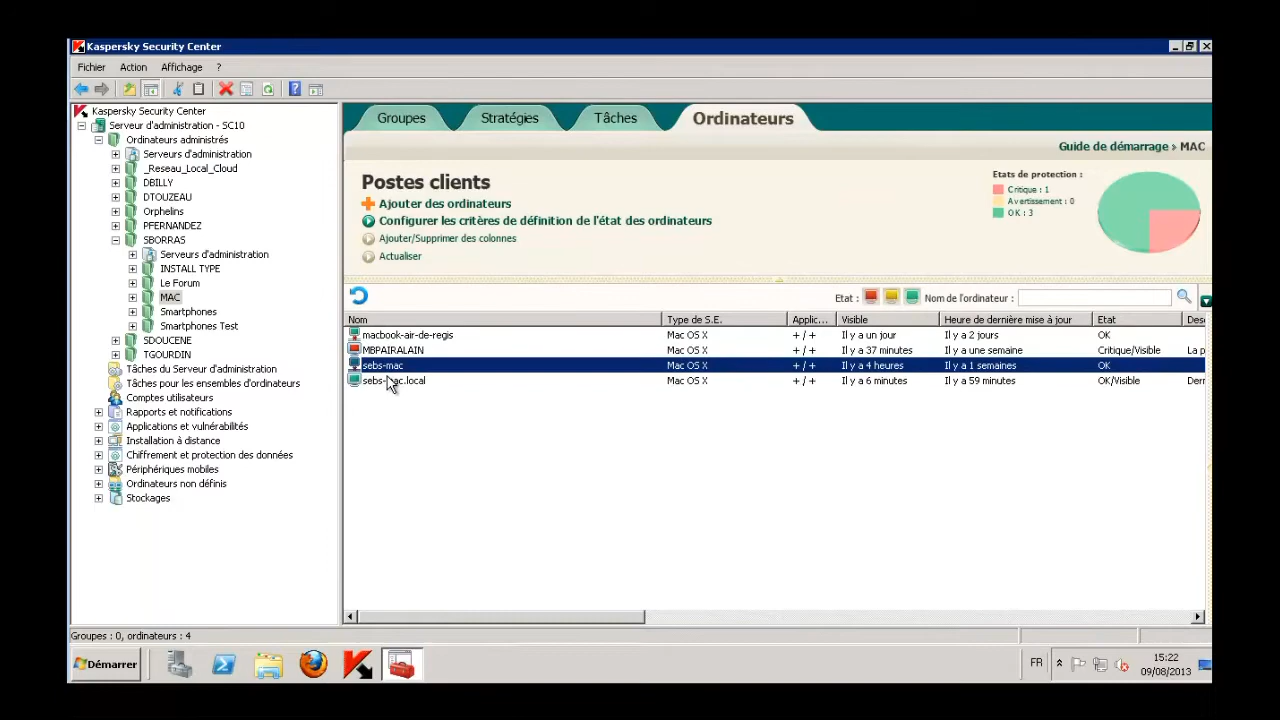 Kaspersky Security Center
Fichier Action Affichage ?
Kaspersky Security Center
Serveur d'administration - SC10
Ordinateurs administrés
Serveurs d'administration
_Reseau_Local_Cloud
DBILLY
DTOUZEAU
Orphelins
PFERNANDEZ
SBORRAS
Serveurs d'administration
INSTALL TYPE
Le Forum
MAC
Smartphones
Smartphones Test
SDOUCENE
TGOURDIN
Tâches du Serveur d'administration
Tâches pour les ensembles d'ordinateurs
Comptes utilisateurs
Rapports et notifications
Applications et vulnérabilités
Installation à distance
Chiffrement et protection des données
Périphériques mobiles
Ordinateurs non définis
Stockages
Groupes Stratégies Tâches Ordinateurs
Guide de démarrage » MAC
Postes clients
Ajouter des ordinateurs
Configurer les critères de définition de l'état des ordinateurs
Ajouter/Supprimer des colonnes
Actualiser
Etats de protection :
Critique : 1
Avertissement : 0
OK : 3
Etat : Nom de l'ordinateur :
Nom Type de S.E. Applic... Visible Heure de dernière mise à jour Etat Desc
macbook-air-de-regis Mac OS X + / + Il y a un jour Il y a 2 jours OK
MBPAIRALAIN Mac OS X + / + Il y a 37 minutes Il y a une semaine Critique/Visible La p
sebs-mac Mac OS X + / + Il y a 4 heures Il y a 1 semaines OK
sebs-mac.local Mac OS X + / + Il y a 6 minutes Il y a 59 minutes OK/Visible Derr
Groupes : 0, ordinateurs : 4
Démarrer
FR
15:22
09/08/2013